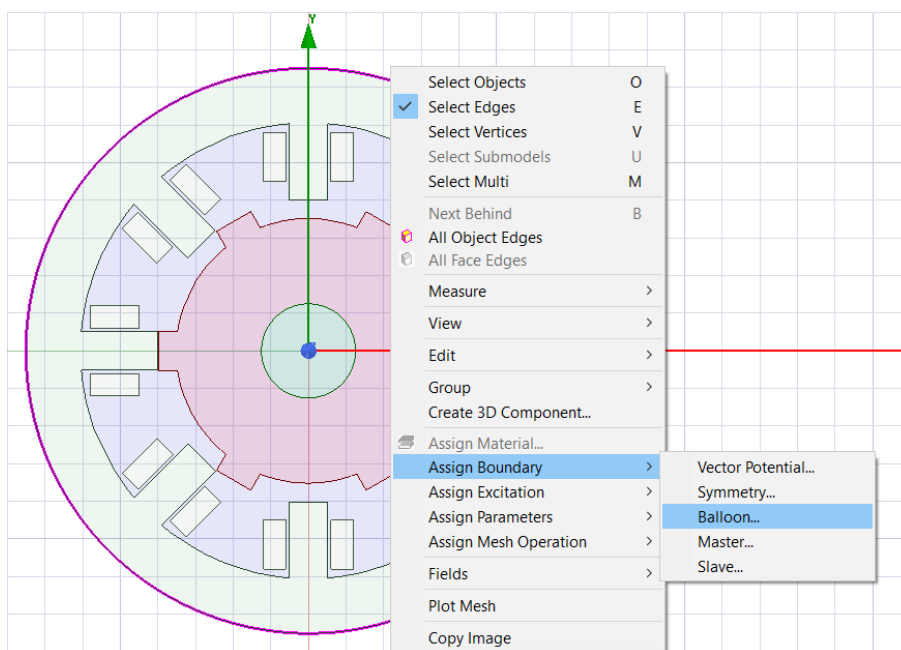 Y
Select Objects O
Select Edges E
Select Vertices V
Select Submodels U
Select Multi M
Next Behind B
All Object Edges
All Face Edges
Measure
View
Edit
Group
Create 3D Component...
Assign Material...
Assign Boundary
Assign Excitation
Assign Parameters
Assign Mesh Operation
Fields
Plot Mesh
Copy Image
Vector Potential...
Symmetry...
Balloon...
Master...
Slave...